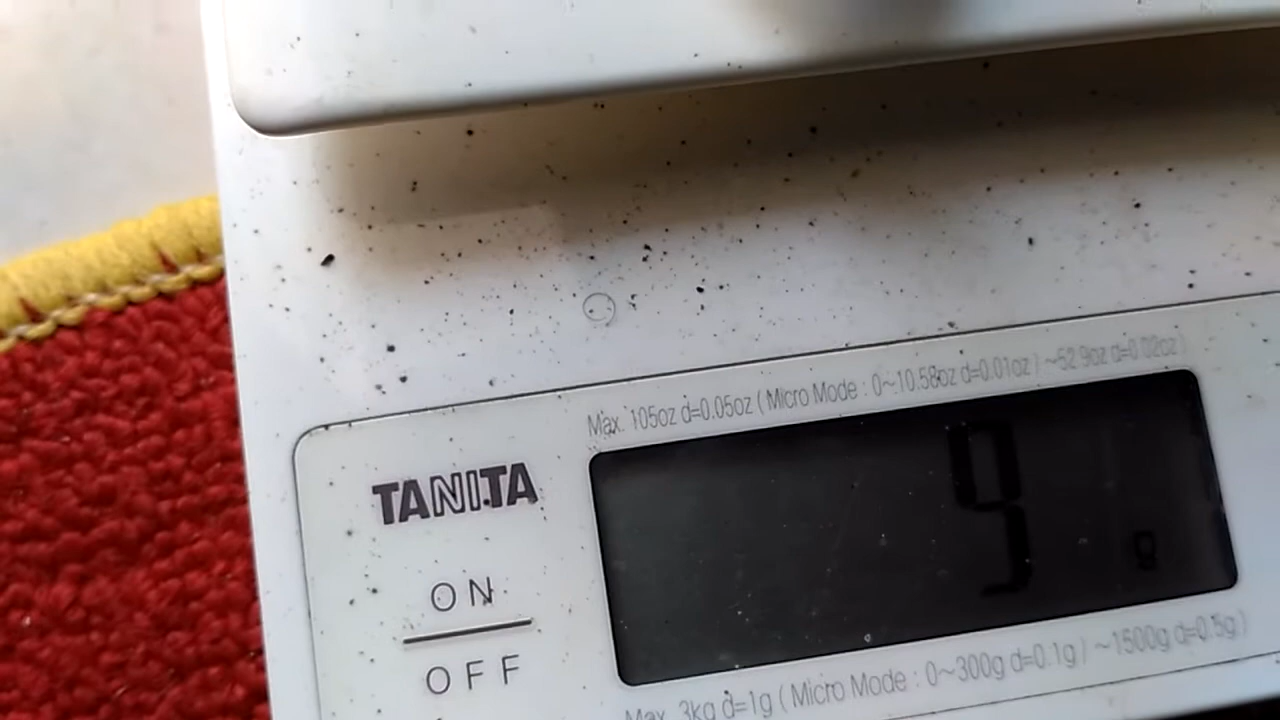 Max. 105oz d=0.05oz ( Micro Mode : 0~10.58oz d=0.01oz / ~52.9oz d=0.02oz )
9 g
TANITA
ON
OFF
Max. 3kg d=1g ( Micro Mode : 0~300g d=0.1g / ~1500g d=0.5g )